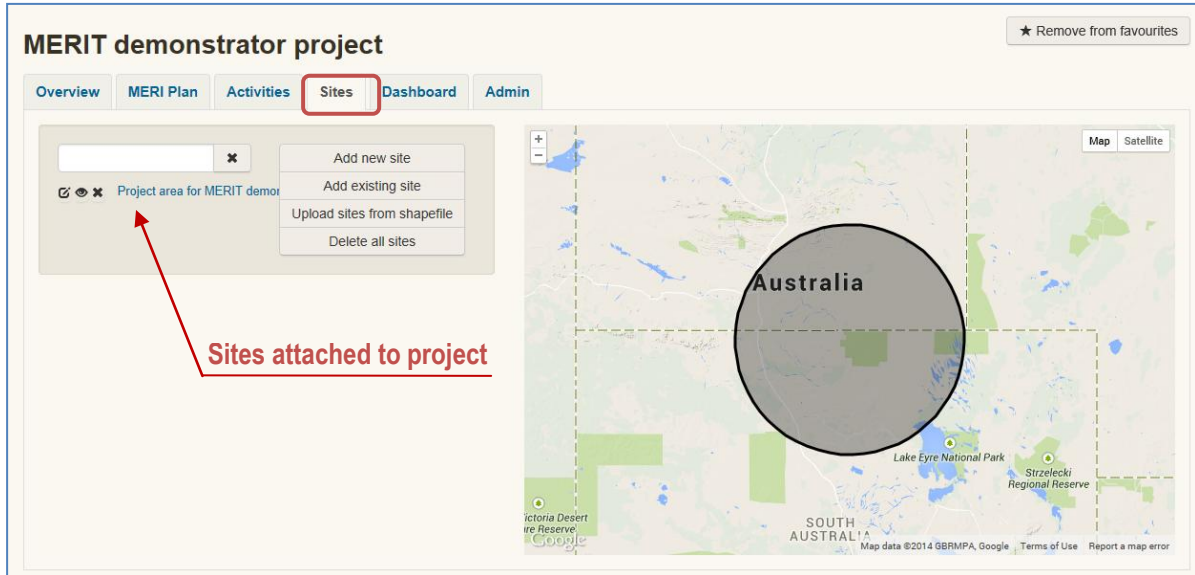 ★ Remove from favourites
MERIT demonstrator project
Overview MERI Plan Activities Sites Dashboard Admin
Add new site
Project area for MERIT demon
Add existing site
Upload sites from shapefile
Delete all sites
Sites attached to project
+
−
Map Satellite
Australia
Lake Eyre National Park
Strzelecki
Regional Reserve
ictoria Desert
re Reserve
Google
SOUTH
AUSTRALIA
Map data ©2014 GBRMPA, Google Terms of Use Report a map error